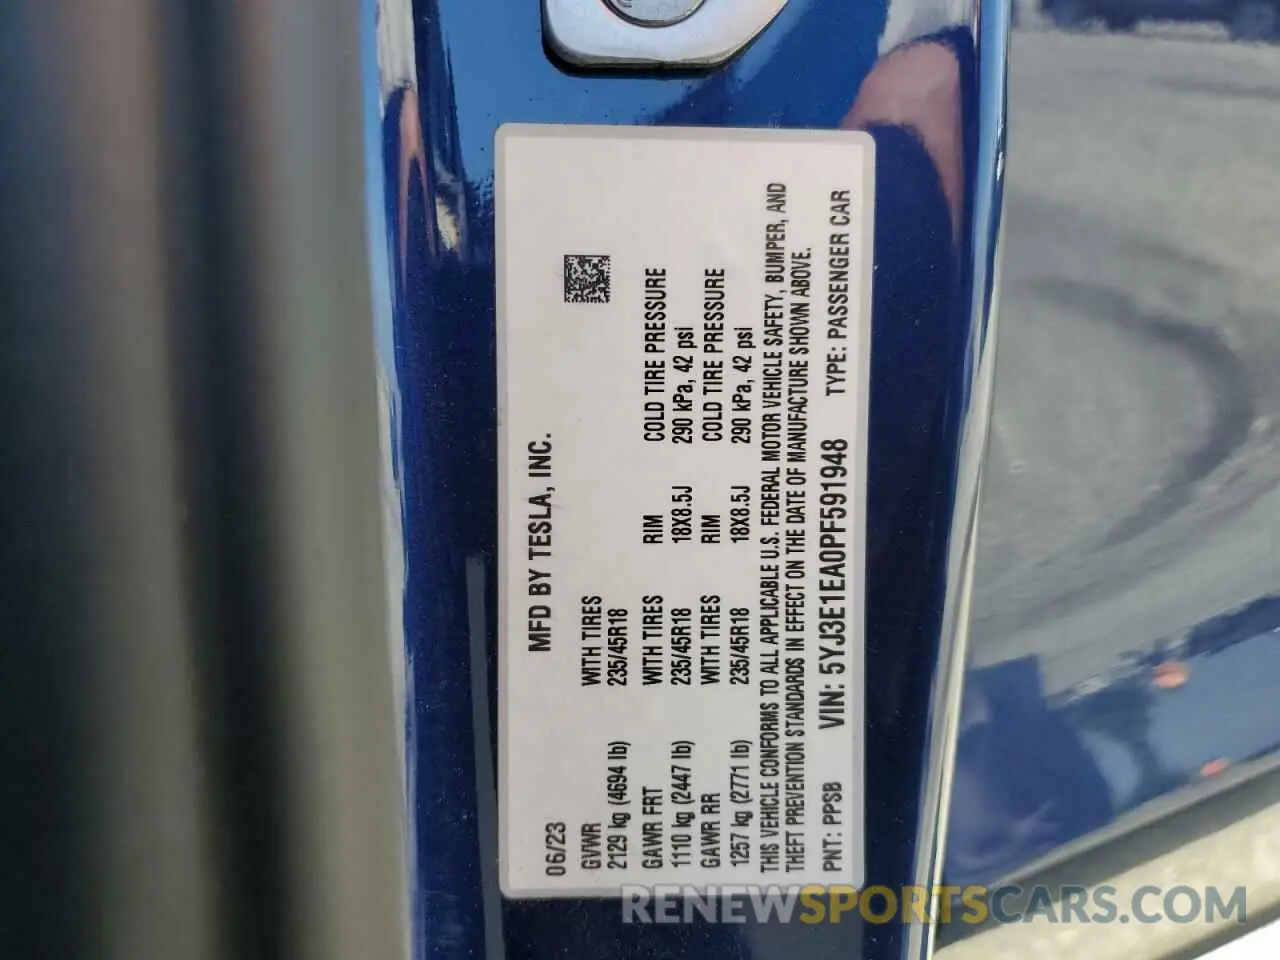 MFD BY TESLA, INC.
06/23
GVWR WITH TIRES
2129 kg (4694 lb) 235/45R18
GAWR FRT WITH TIRES RIM COLD TIRE PRESSURE
1110 kg (2447 lb) 235/45R18 18X8.5J 290 kPa, 42 psi
GAWR RR WITH TIRES RIM COLD TIRE PRESSURE
1257 kg (2771 lb) 235/45R18 18X8.5J 290 kPa, 42 psi
THIS VEHICLE CONFORMS TO ALL APPLICABLE U.S. FEDERAL MOTOR VEHICLE SAFETY, BUMPER, AND
THEFT PREVENTION STANDARDS IN EFFECT ON THE DATE OF MANUFACTURE SHOWN ABOVE.
PNT: PPSB VIN: 5YJ3E1EA0PF591948 TYPE: PASSENGER CAR
RENEWSPORTSCARS.COM